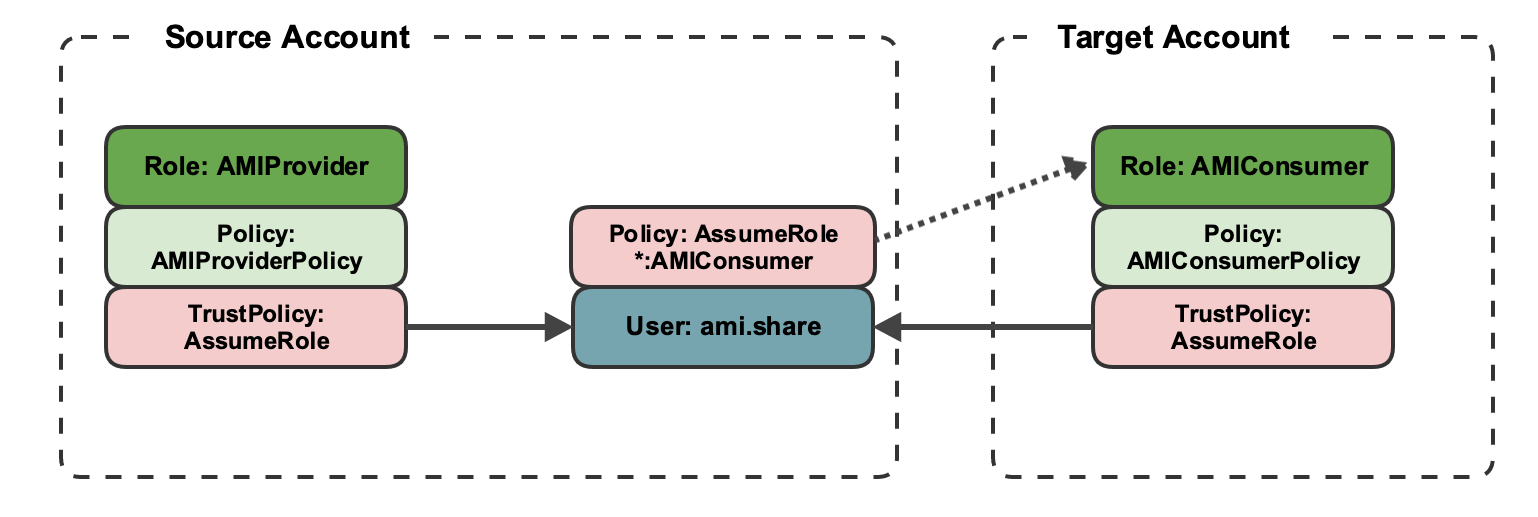 Source Account
Target Account
Role: AMIProvider
Policy:
AMIProviderPolicy
TrustPolicy:
AssumeRole
Policy: AssumeRole
*:AMIConsumer
User: ami.share
Role: AMIConsumer
Policy:
AMIConsumerPolicy
TrustPolicy:
AssumeRole